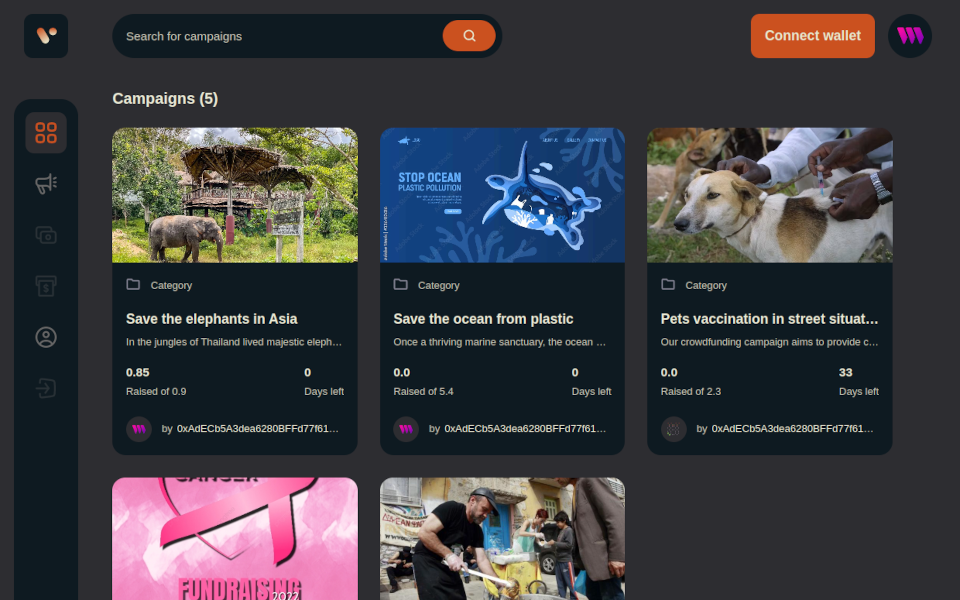 Search for campaigns
Connect wallet
Campaigns (5)
STOP OCEAN
PLASTIC POLLUTION
Category
Category
Category
Save the elephants in Asia
Save the ocean from plastic
Pets vaccination in street situat...
In the jungles of Thailand lived majestic eleph...
Once a thriving marine sanctuary, the ocean ...
Our crowdfunding campaign aims to provide c...
0.85
0
0.0
0
0.0
33
Raised of 0.9
Days left
Raised of 5.4
Days left
Raised of 2.3
Days left
by 0xAdECb5A3dea6280BFFd77f61...
by 0xAdECb5A3dea6280BFFd77f61...
by 0xAdECb5A3dea6280BFFd77f61...
CANCER
FUNDRAISING
2022